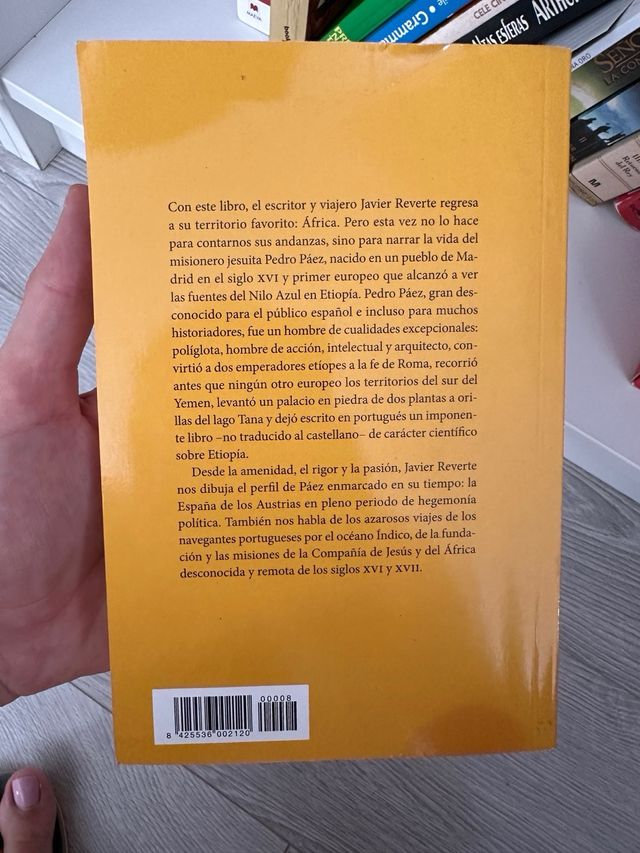 MAEVA
book
Gramm
CELE
ALTAS ESFERAS
ARTHU
Con este libro, el escritor y viajero Javier Reverte regresa
a su territorio favorito: África. Pero esta vez no lo hace
para contarnos sus andanzas, sino para narrar la vida del
misionero jesuita Pedro Páez, nacido en un pueblo de Ma-
drid en el siglo XVI y primer europeo que alcanzó a ver
las fuentes del Nilo Azul en Etiopía. Pedro Páez, gran des-
conocido para el público español e incluso para muchos
historiadores, fue un hombre de cualidades excepcionales:
políglota, hombre de acción, intelectual y arquitecto, con-
virtió a dos emperadores etíopes a la fe de Roma, recorrió
antes que ningún otro europeo los territorios del sur del
Yemen, levantó un palacio en piedra de dos plantas a ori-
llas del lago Tana y dejó escrito en portugués un imponen-
te libro –no traducido al castellano– de carácter científico
sobre Etiopía.
Desde la amenidad, el rigor y la pasión, Javier Reverte
nos dibuja el perfil de Páez enmarcado en su tiempo: la
España de los Austrias en pleno periodo de hegemonía
política. También nos habla de los azarosos viajes de los
navegantes portugueses por el océano Índico, de la funda-
ción y las misiones de la Compañía de Jesús y del África
desconocida y remota de los siglos XVI y XVII.
00008
8 425536 002120